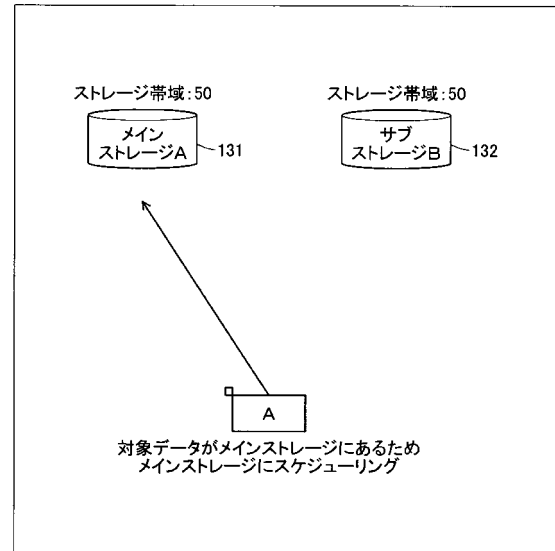 ストレージ帯域:50
ストレージ帯域:50
メイン
ストレージA
131
サブ
ストレージB
132
A
対象データがメインストレージにあるため
メインストレージにスケジューリング